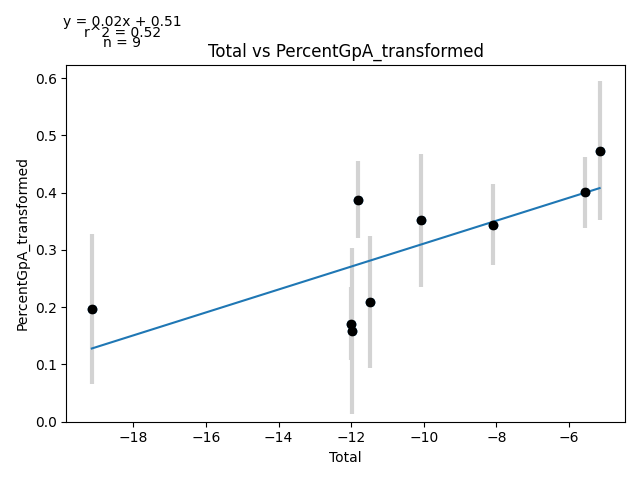 y = 0.02x + 0.51
r^2 = 0.52
n = 9
Total vs PercentGpA_transformed
PercentGpA_transformed
0.6
0.5
0.4
0.3
0.2
0.1
0.0
−18 −16 −14 −12 −10 −8 −6
Total